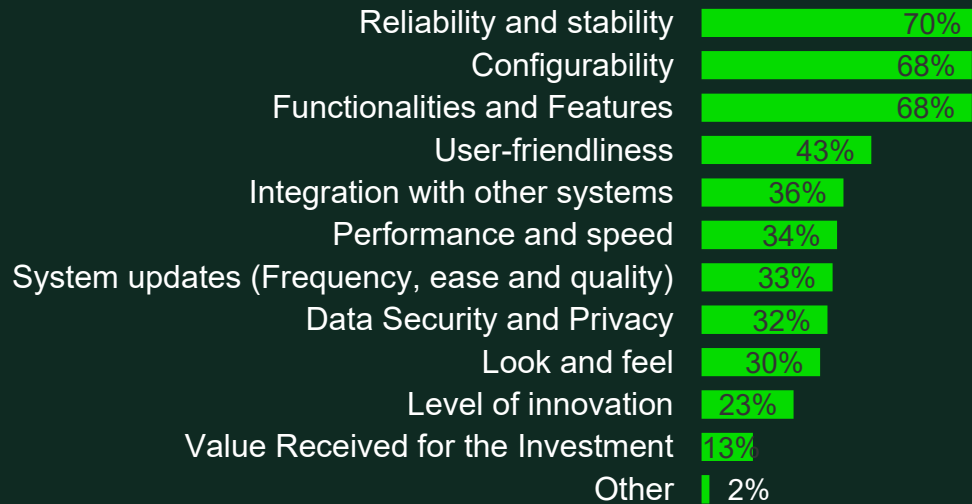 Reliability and stability 70%
Configurability 68%
Functionalities and Features 68%
User-friendliness 43%
Integration with other systems 36%
Performance and speed 34%
System updates (Frequency, ease and quality) 33%
Data Security and Privacy 32%
Look and feel 30%
Level of innovation 23%
Value Received for the Investment 13%
Other 2%